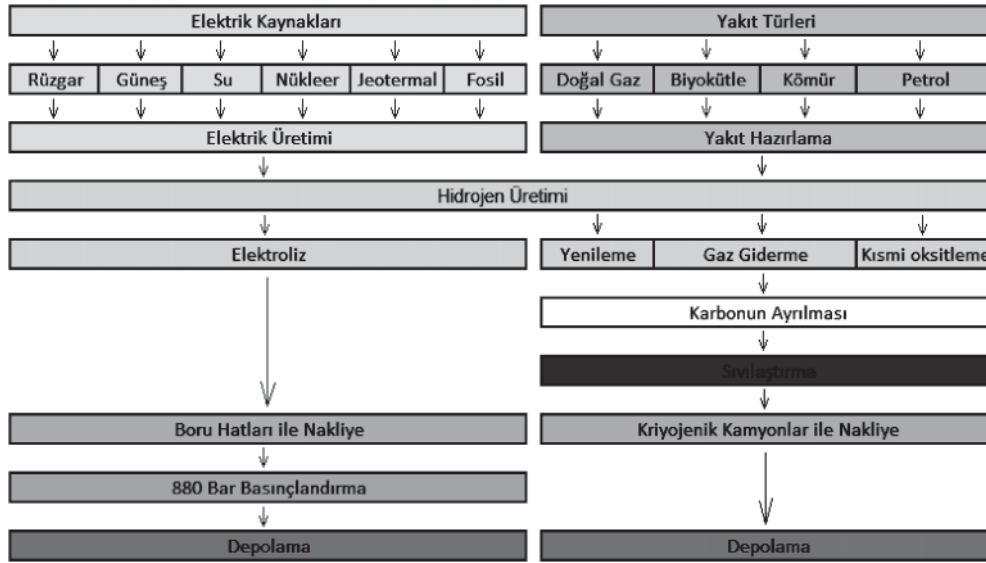 Elektrik Kaynakları
Yakıt Türleri
Rüzgar Güneş Su Nükleer Jeotermal Fosil
Doğal Gaz Biyokütle Kömür Petrol
Elektrik Üretimi
Yakıt Hazırlama
Hidrojen Üretimi
Elektroliz
Yenileme Gaz Giderme Kısmi oksitleme
Karbonun Ayrılması
Sıvılaştırma
Boru Hatları ile Nakliye
Kriyojenik Kamyonlar ile Nakliye
880 Bar Basınçlandırma
Depolama
Depolama